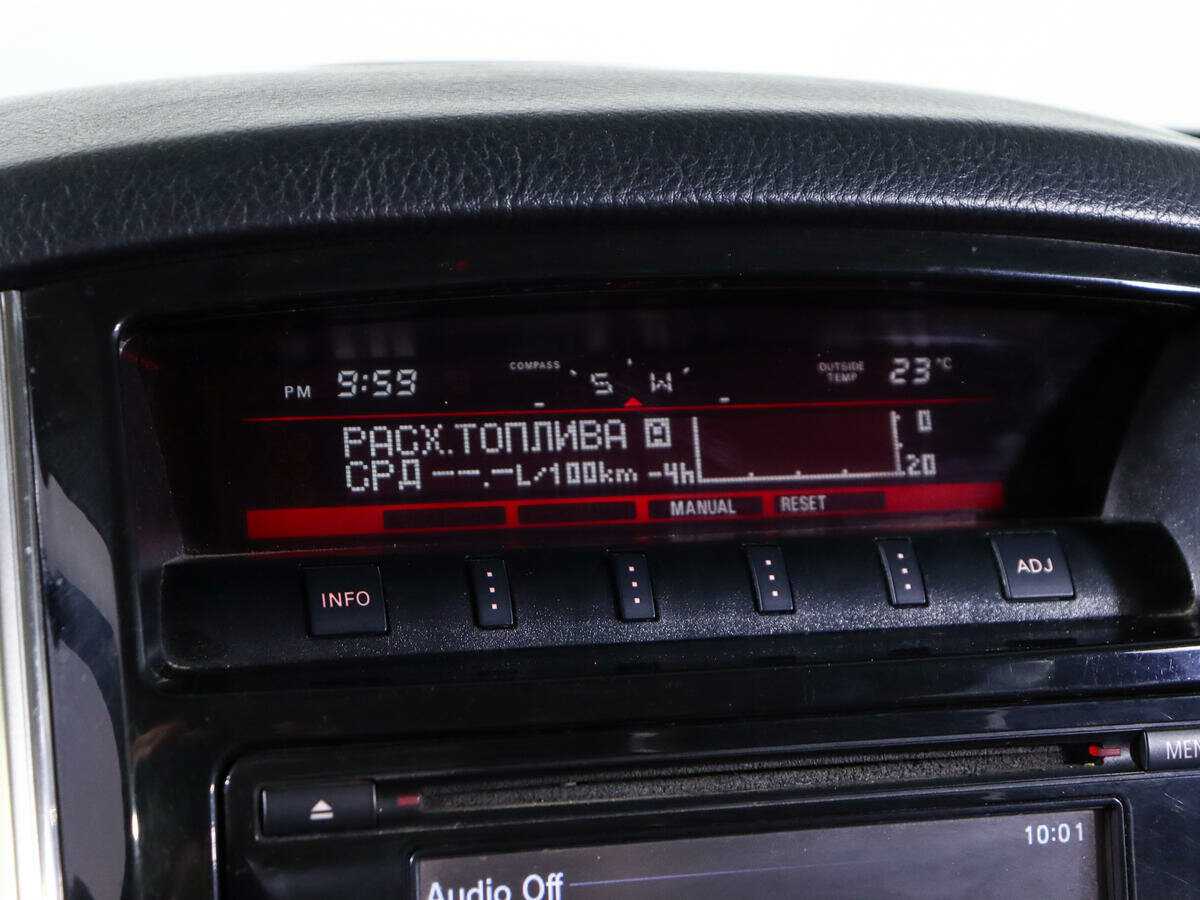 PM 9:59 COMPASS S W OUTSIDE TEMP 23°C
РАСХ.ТОПЛИВА A 0
СРД --.-L/100km -4h 20
MANUAL RESET
INFO ADJ
MEN
10:01
Audio Off